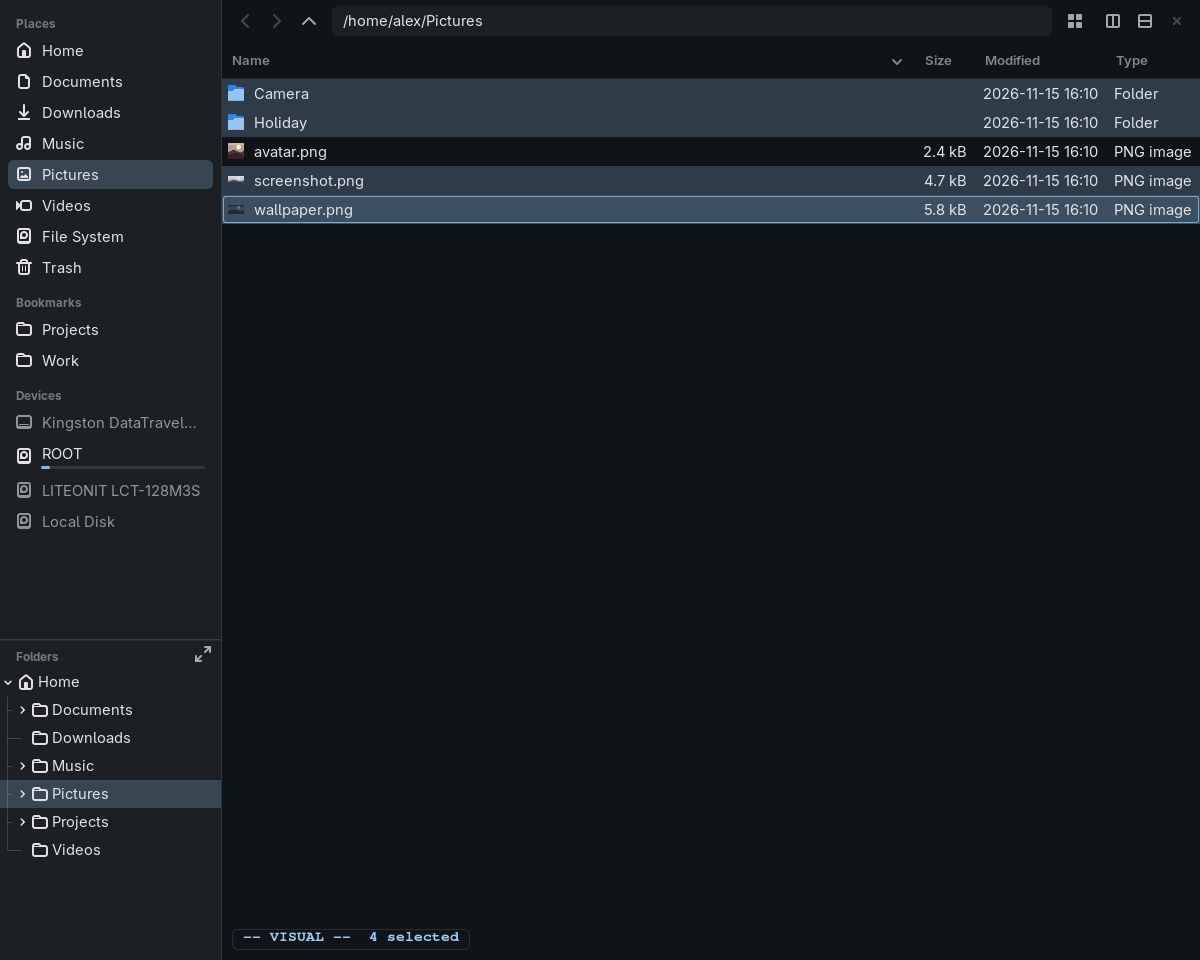 Places
Home
Documents
Downloads
Music
Pictures
Videos
File System
Trash
Bookmarks
Projects
Work
Devices
Kingston DataTravel...
ROOT
LITEONIT LCT-128M3S
Local Disk
Folders
Home
Documents
Downloads
Music
Pictures
Projects
Videos
/home/alex/Pictures
Name Size Modified Type
Camera 2026-11-15 16:10 Folder
Holiday 2026-11-15 16:10 Folder
avatar.png 2.4 kB 2026-11-15 16:10 PNG image
screenshot.png 4.7 kB 2026-11-15 16:10 PNG image
wallpaper.png 5.8 kB 2026-11-15 16:10 PNG image
-- VISUAL -- 4 selected